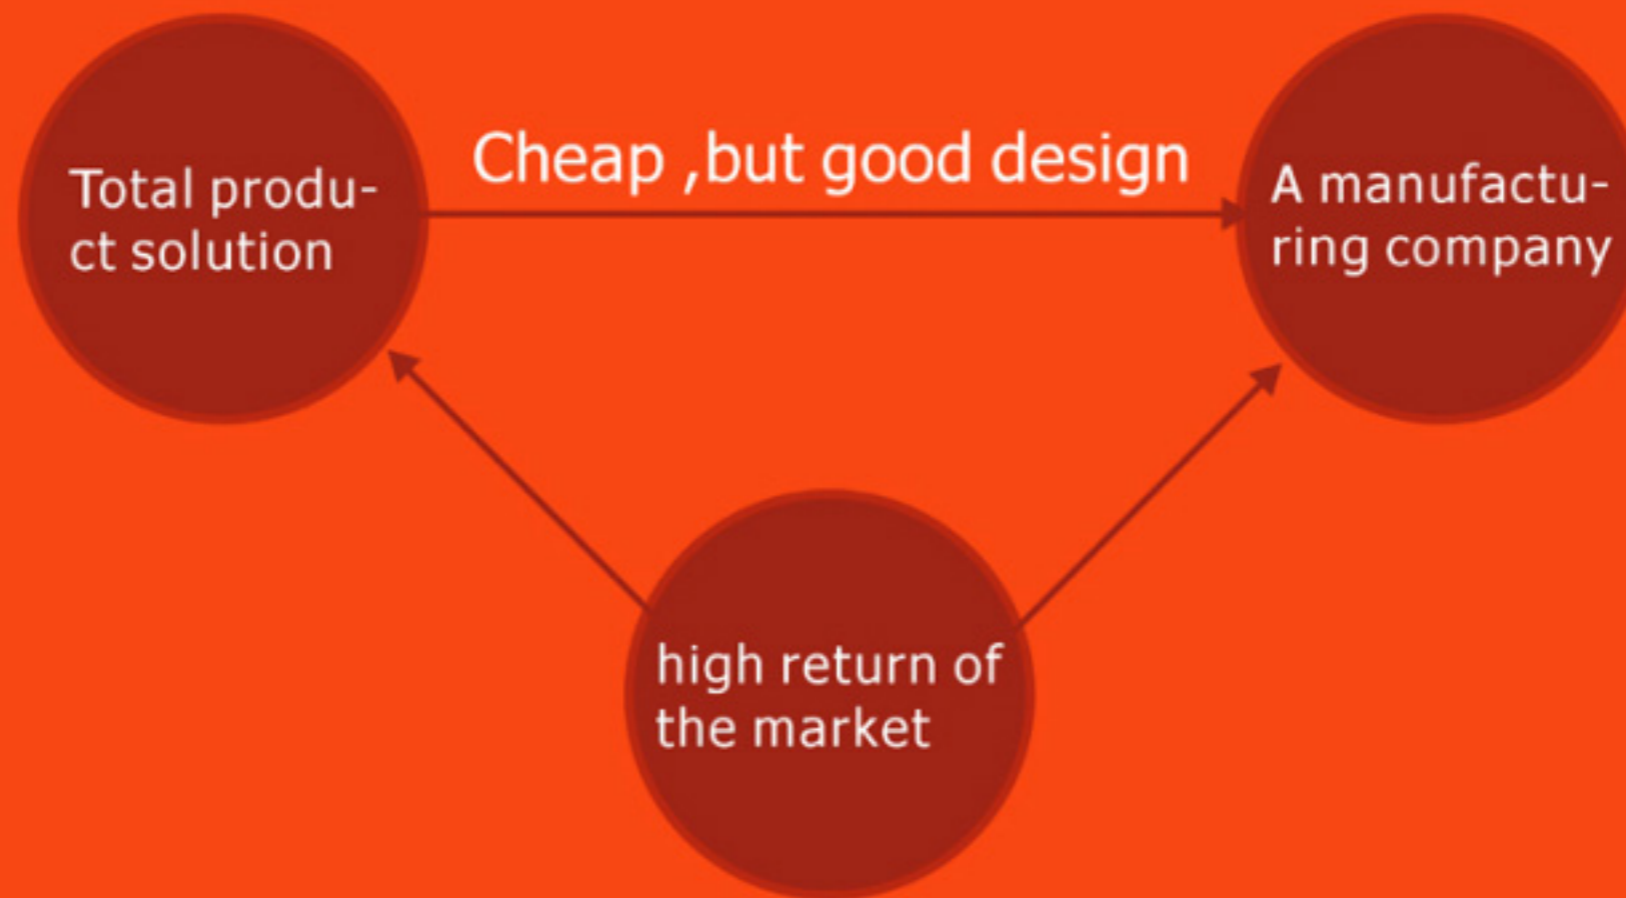 Cheap ,but good design
Total produ-
ct solution
A manufactu-
ring company
high return of
the market